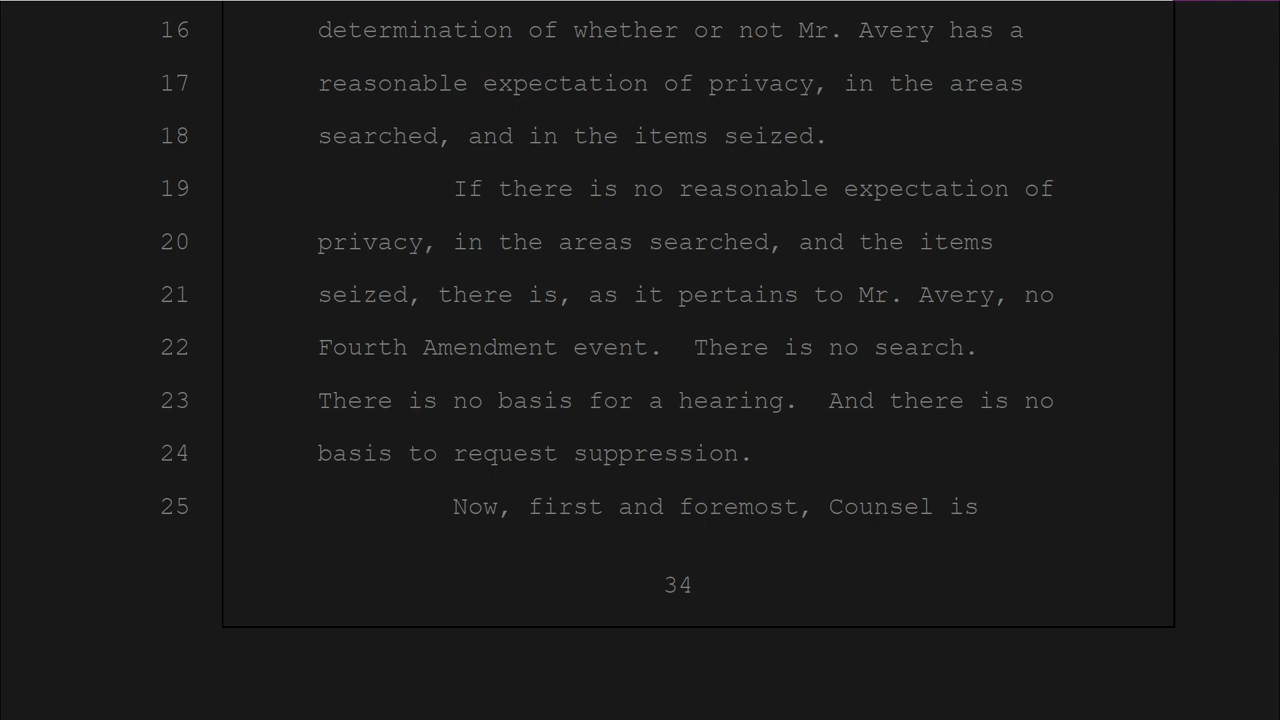 16 determination of whether or not Mr. Avery has a
17 reasonable expectation of privacy, in the areas
18 searched, and in the items seized.
19 If there is no reasonable expectation of
20 privacy, in the areas searched, and the items
21 seized, there is, as it pertains to Mr. Avery, no
22 Fourth Amendment event.  There is no search.
23 There is no basis for a hearing.  And there is no
24 basis to request suppression.
25 Now, first and foremost, Counsel is
34